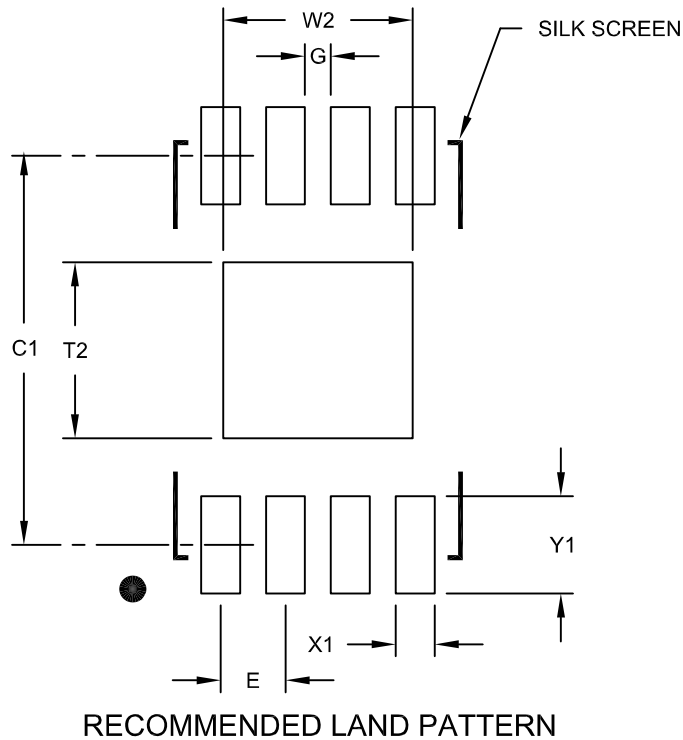 W2
SILK SCREEN
G
C1
T2
Y1
X1
E
RECOMMENDED LAND PATTERN